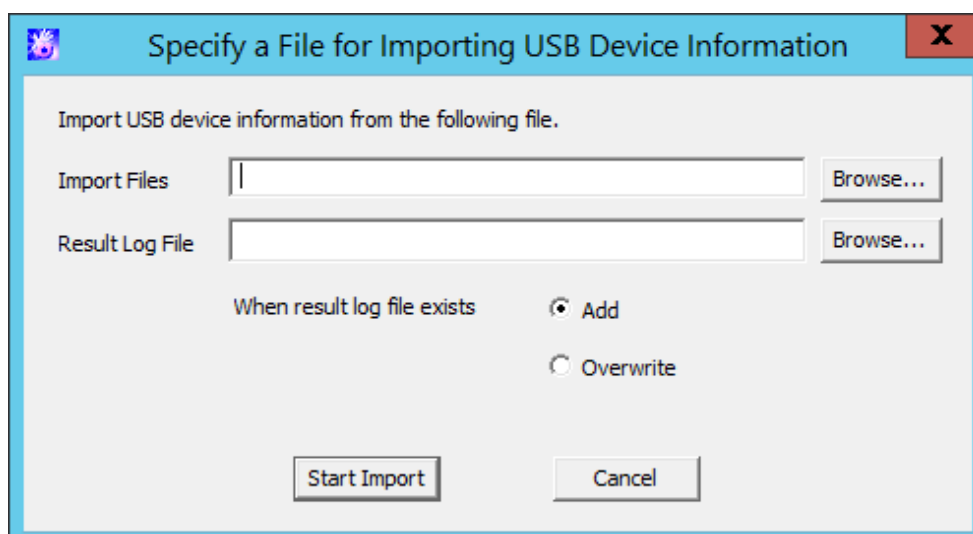 Specify a File for Importing USB Device Information
X
Import USB device information from the following file.
Import Files
Browse...
Result Log File
Browse...
When result log file exists
Add
Overwrite
Start Import
Cancel